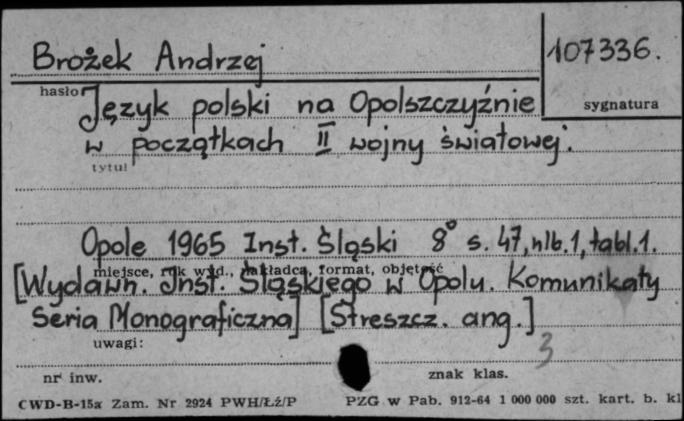 Brożek Andrzej 107336.
hasło sygnatura
Język polski na Opolszczyźnie
w początkach II wojny światowej.
tytuł
Opole 1965 Inst. Śląski 8° s. 47, nlb. 1, tabl. 1.
miejsce, rok wyd., nakładca, format, objętość
[Wydawn. Inst. Śląskiego w Opolu. Komunikaty
Seria Monograficzna] [Streszcz. ang.]
uwagi: 3
nr inw. znak klas.
CWD-B-15a Zam. Nr 2924 PWH/Łź/P PZG w Pab. 912-64 1 000 000 szt. kart. b. kl